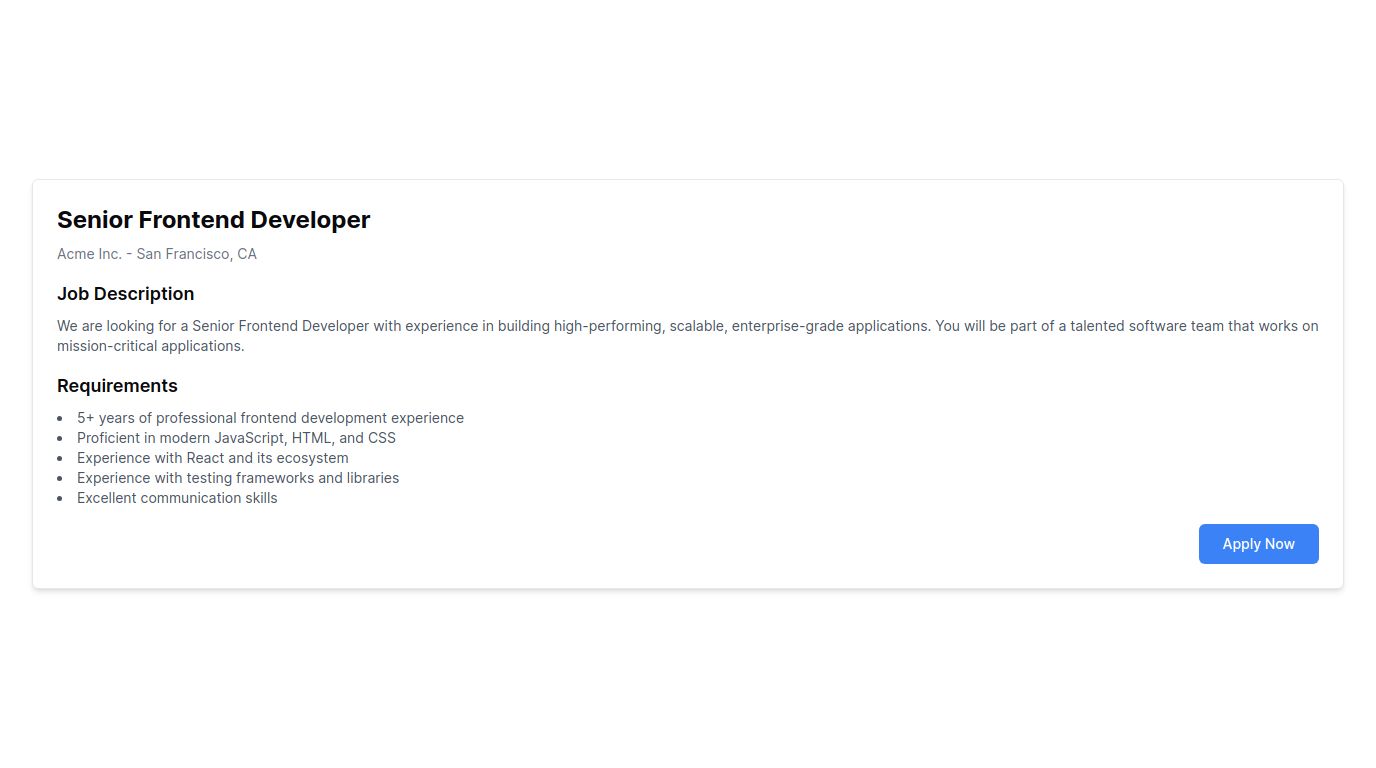 Senior Frontend Developer
Acme Inc. - San Francisco, CA
Job Description
We are looking for a Senior Frontend Developer with experience in building high-performing, scalable, enterprise-grade applications. You will be part of a talented software team that works on
mission-critical applications.
Requirements
• 5+ years of professional frontend development experience
• Proficient in modern JavaScript, HTML, and CSS
• Experience with React and its ecosystem
• Experience with testing frameworks and libraries
• Excellent communication skills
Apply Now